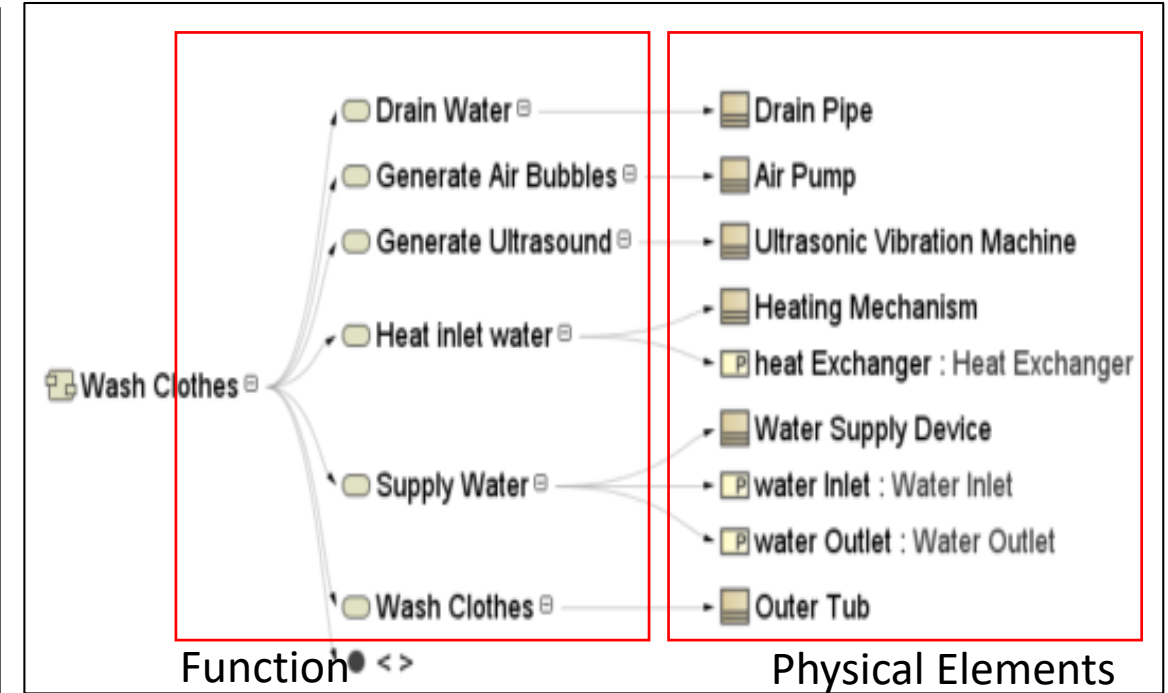 Drain Water
Drain Pipe
Generate Air Bubbles
Air Pump
Generate Ultrasound
Ultrasonic Vibration Machine
Heating Mechanism
Heat inlet water
P heat Exchanger : Heat Exchanger
Wash Clothes
Water Supply Device
Supply Water
P water Inlet : Water Inlet
P water Outlet : Water Outlet
Wash Clothes
Outer Tub
< >
Function
Physical Elements